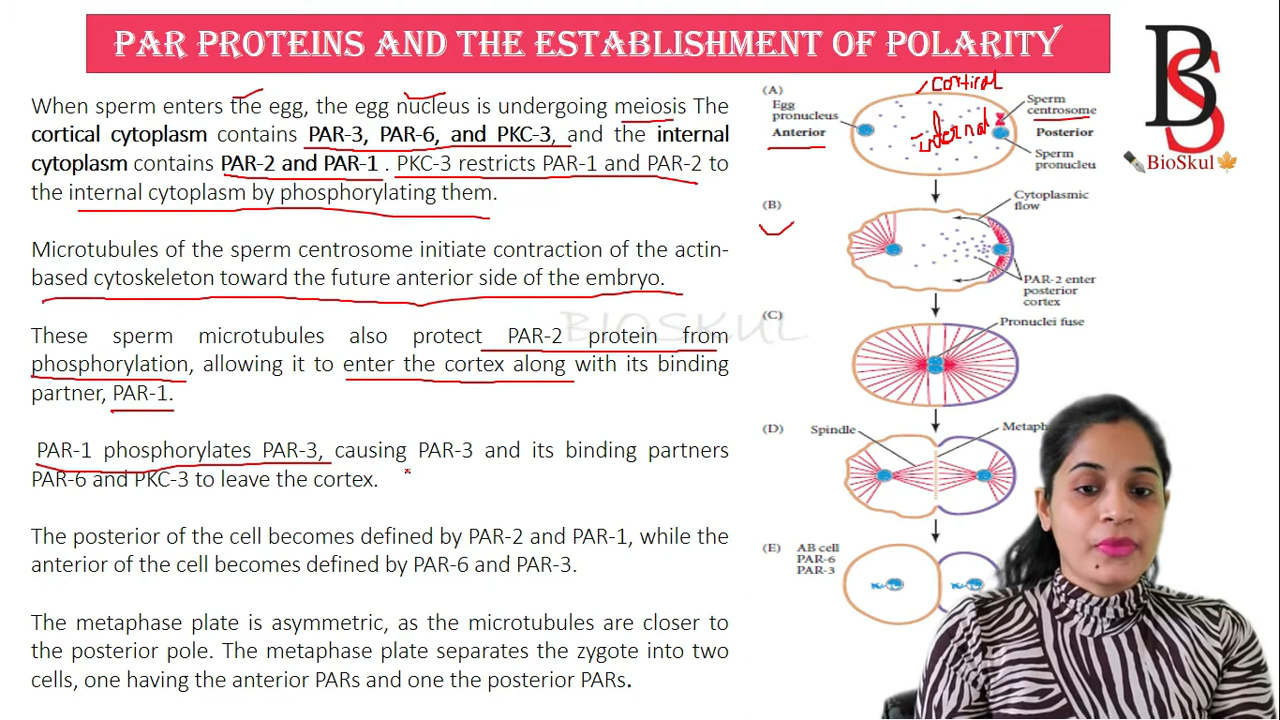 PAR PROTEINS AND THE ESTABLISHMENT OF POLARITY
When sperm enters the egg, the egg nucleus is undergoing meiosis The
cortical cytoplasm contains PAR-3, PAR-6, and PKC-3, and the internal
cytoplasm contains PAR-2 and PAR-1 . PKC-3 restricts PAR-1 and PAR-2 to
the internal cytoplasm by phosphorylating them.
Microtubules of the sperm centrosome initiate contraction of the actin-
based cytoskeleton toward the future anterior side of the embryo.
These sperm microtubules also protect PAR-2 protein from
phosphorylation, allowing it to enter the cortex along with its binding
partner, PAR-1.
PAR-1 phosphorylates PAR-3, causing PAR-3 and its binding partners
PAR-6 and PKC-3 to leave the cortex.
The posterior of the cell becomes defined by PAR-2 and PAR-1, while the
anterior of the cell becomes defined by PAR-6 and PAR-3.
The metaphase plate is asymmetric, as the microtubules are closer to
the posterior pole. The metaphase plate separates the zygote into two
cells, one having the anterior PARs and one the posterior PARs.
BIOSKUL
(A)
cortical
Egg
pronucleus
Anterior
internal
Sperm
centrosome
Posterior
Sperm
pronucleu
(B)
Cytoplasmic
flow
PAR-2 enter
posterior
cortex
(C)
Pronuclei fuse
(D)
Spindle
(E)
AB cell
PAR-6
PAR-3
BS
BioSkul